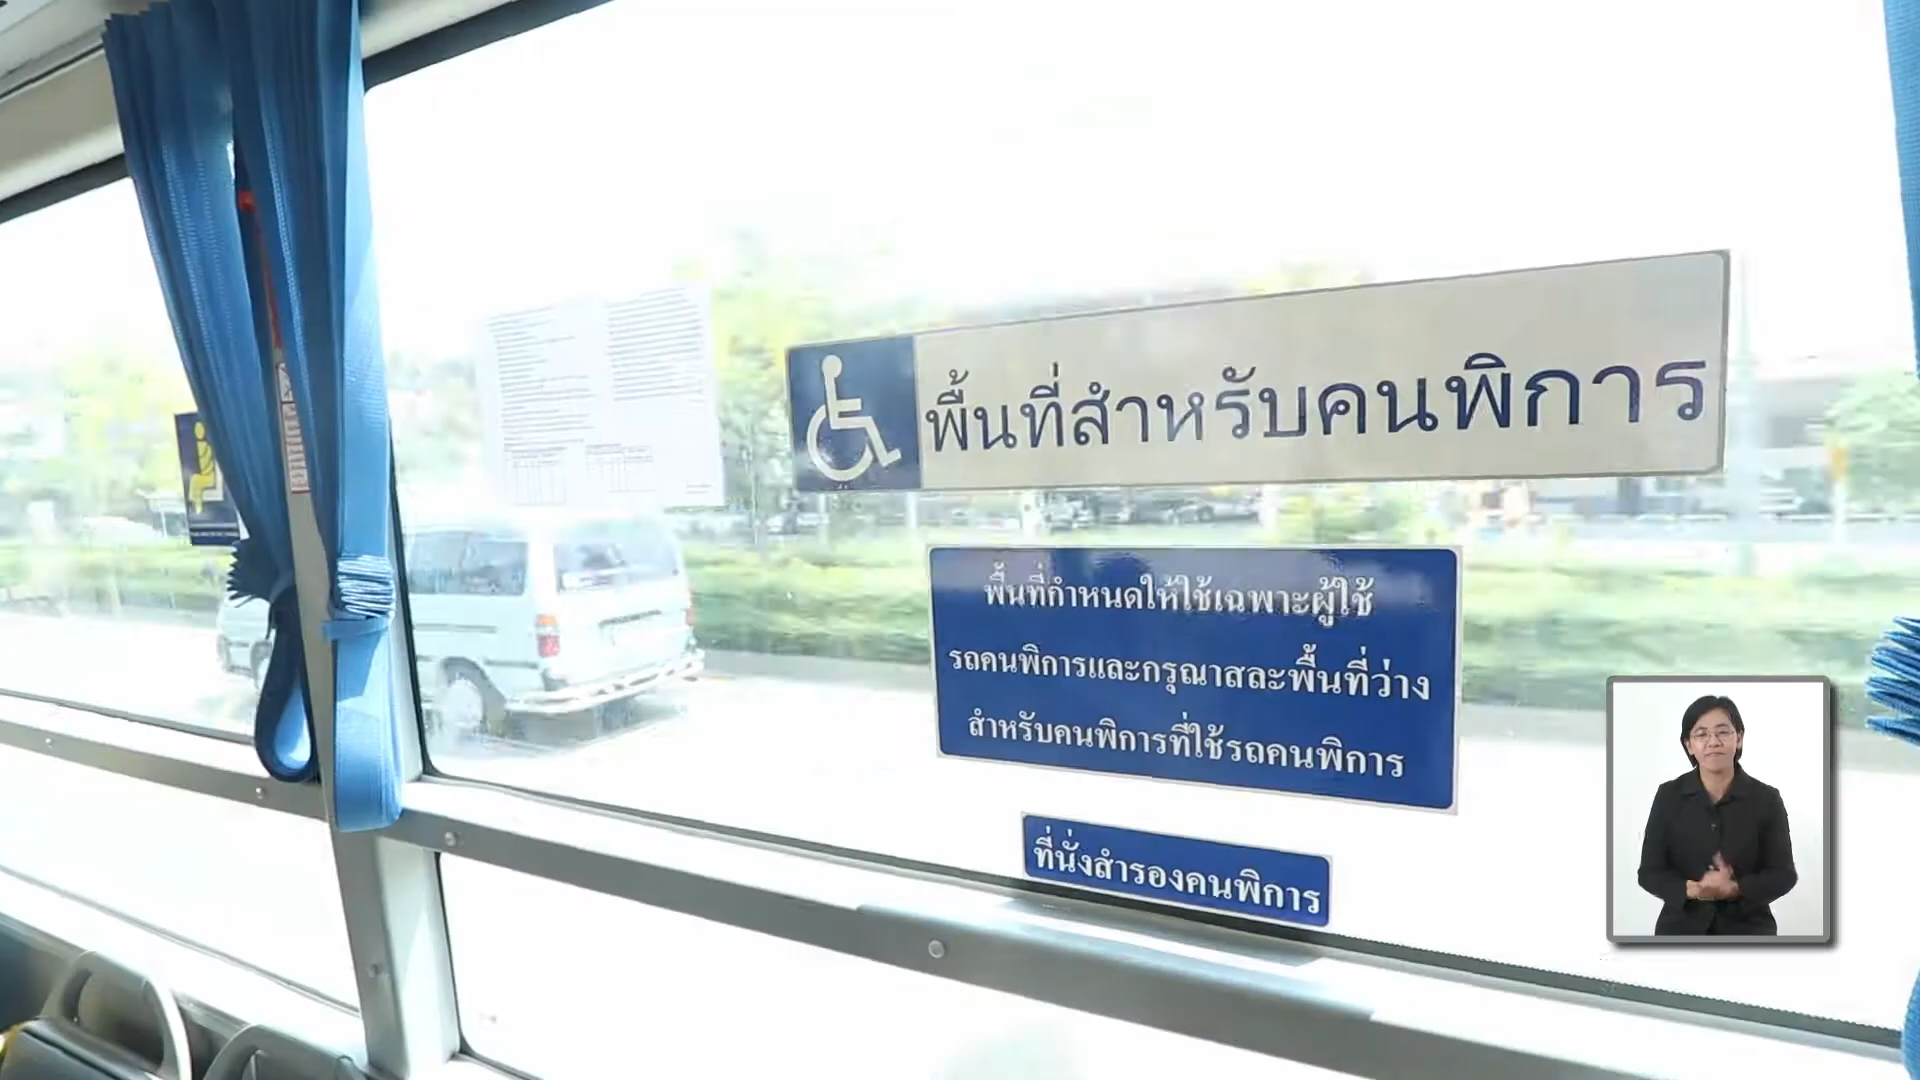 พื้นที่สำหรับคนพิการ
พื้นที่กำหนดให้ใช้เฉพาะผู้ใช้
รถคนพิการและกรุณาสละพื้นที่ว่าง
สำหรับคนพิการที่ใช้รถคนพิการ
ที่นั่งสำรองคนพิการ